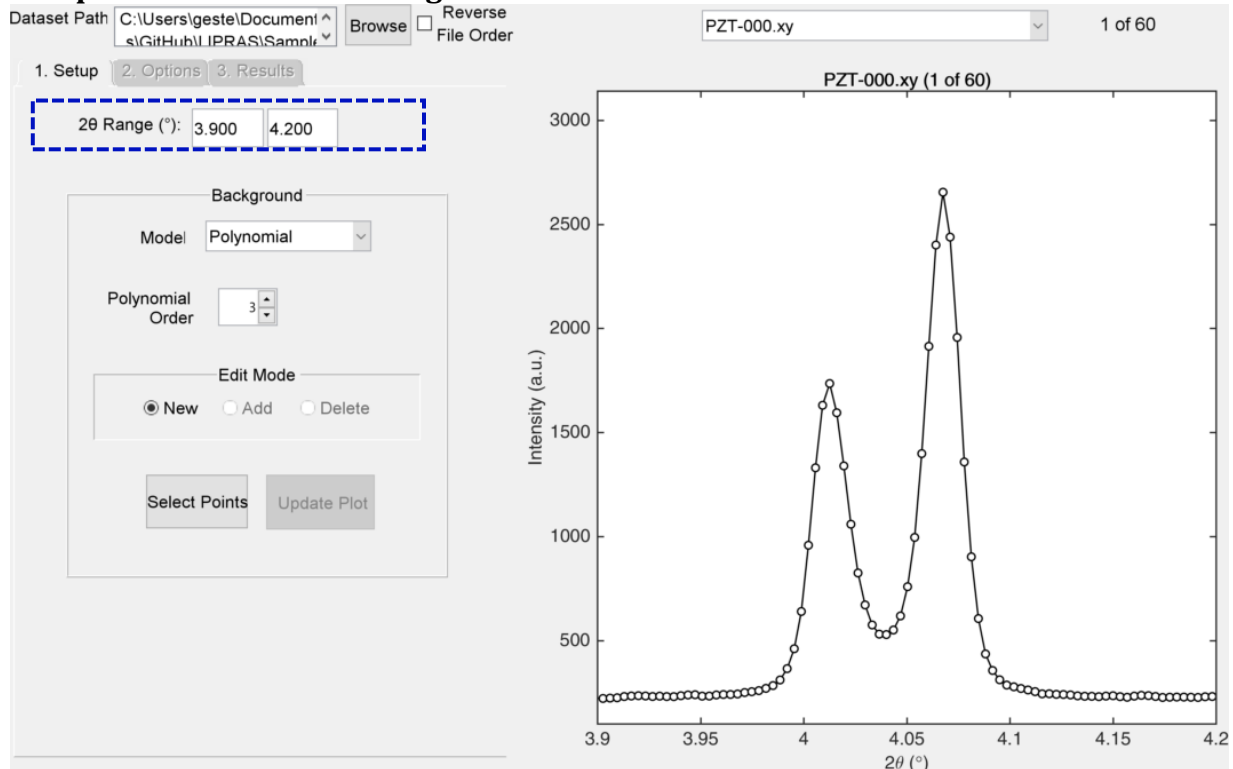 Dataset Path
C:\Users\geste\Document
s\GitHub\LIPRAS\Sample
Browse
Reverse
File Order
PZT-000.xy
1 of 60
1. Setup
2. Options
3. Results
2θ Range (°): 3.900 4.200
Background
Model Polynomial
Polynomial
Order
3
Edit Mode
New Add Delete
Select Points
Update Plot
PZT-000.xy (1 of 60)
3000
2500
2000
1500
1000
500
Intensity (a.u.)
3.9 3.95 4 4.05 4.1 4.15 4.2
2θ (°)